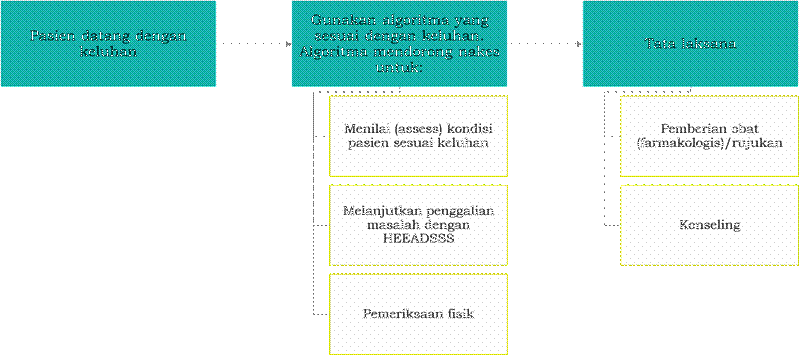 Pasien datang dengan
keluhan
Gunakan algoritma yang
sesuai dengan keluhan.
Algoritma mendorong nakes
untuk:
Menilai (assess) kondisi
pasien sesuai keluhan
Melanjutkan penggalian
masalah dengan
HEEADSSS
Pemeriksaan fisik
Tata laksana
Pemberian obat
(farmakologis)/rujukan
Konseling